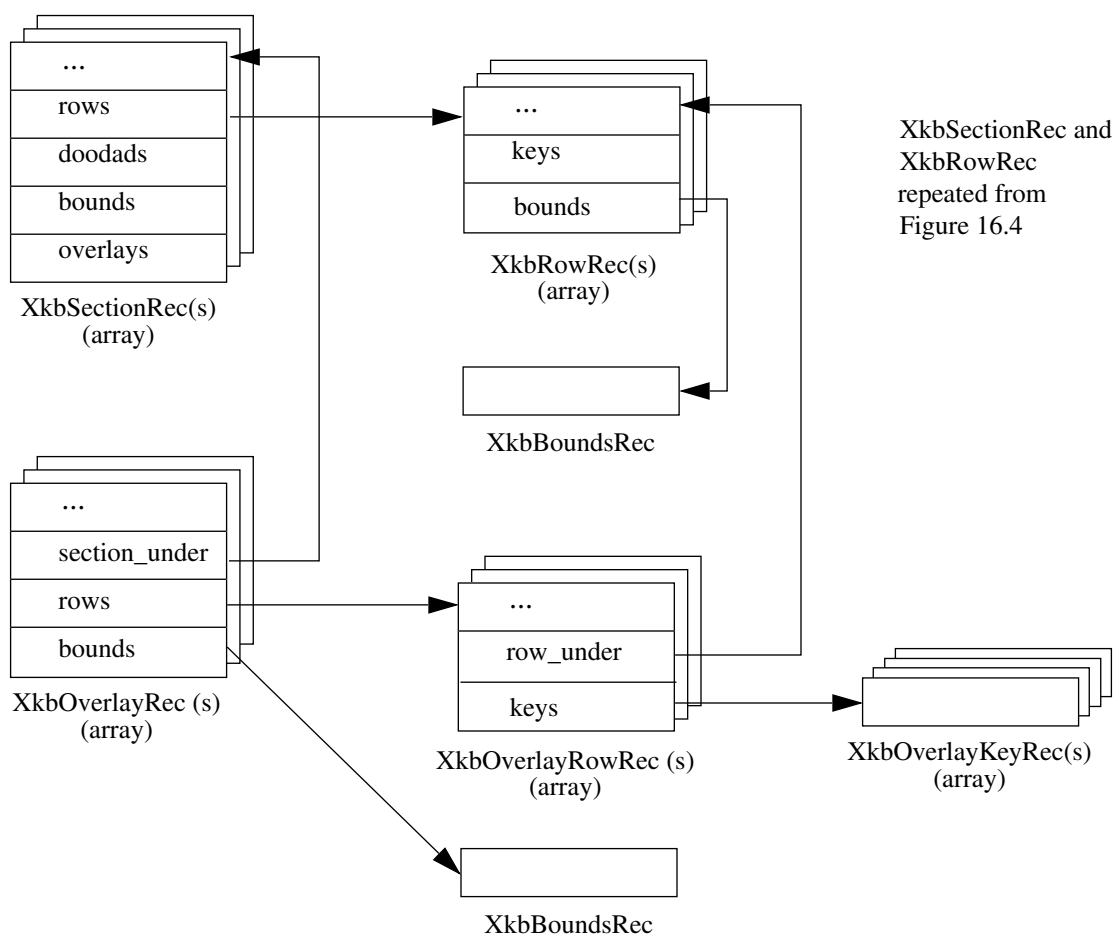 ...
rows
doodads
bounds
overlays
XkbSectionRec(s)
(array)
...
keys
bounds
XkbRowRec(s)
(array)
XkbSectionRec and
XkbRowRec
repeated from
Figure 16.4
XkbBoundsRec
...
section_under
rows
bounds
XkbOverlayRec (s)
(array)
...
row_under
keys
XkbOverlayRowRec (s)
(array)
XkbOverlayKeyRec(s)
(array)
XkbBoundsRec